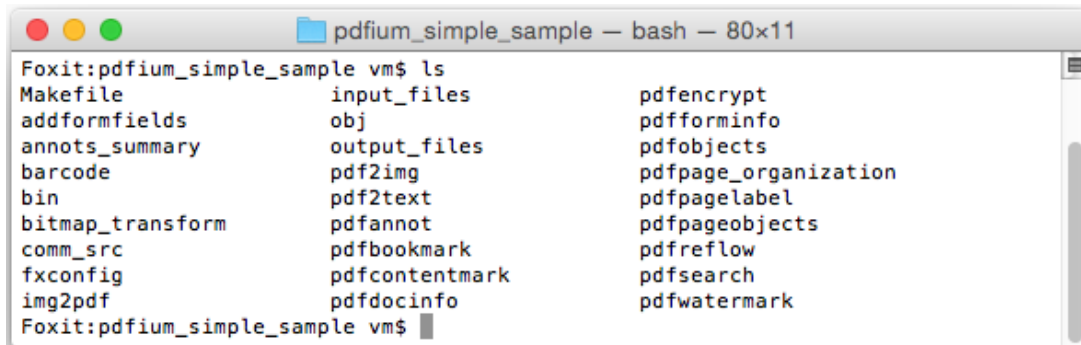 pdfium_simple_sample — bash — 80×11
Foxit:pdfium_simple_sample vm$ ls
Makefile input_files pdfencrypt
addformfields obj pdfforminfo
annots_summary output_files pdfobjects
barcode pdf2img pdfpage_organization
bin pdf2text pdfpagelabel
bitmap_transform pdfannot pdfpageobjects
comm_src pdfbookmark pdfreflow
fxconfig pdfcontentmark pdfsearch
img2pdf pdfdocinfo pdfwatermark
Foxit:pdfium_simple_sample vm$